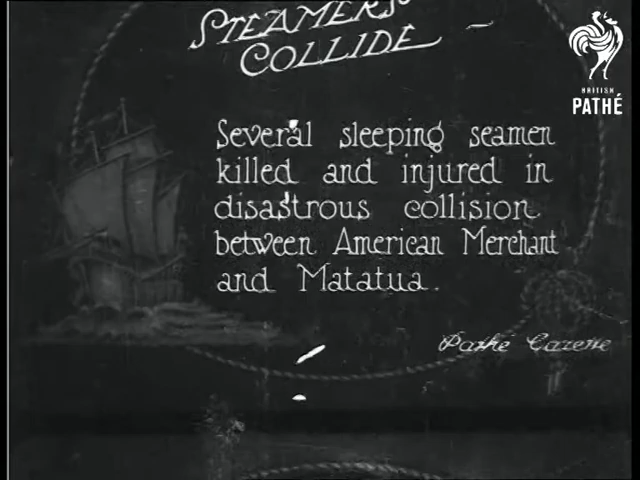 STEAMERS
COLLIDE
BRITISH
PATHÉ
Several sleeping seamen
killed and injured in
disastrous collision
between American Merchant
and Matatua.
Pathé Gazette